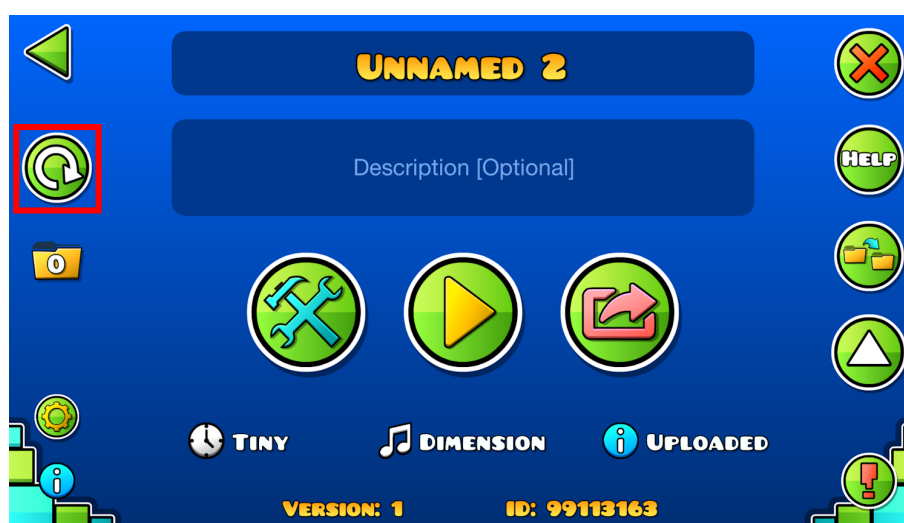 Unnamed 2
Description [Optional]
Help
0
Tiny
Dimension
Uploaded
Version: 1
ID: 99113163